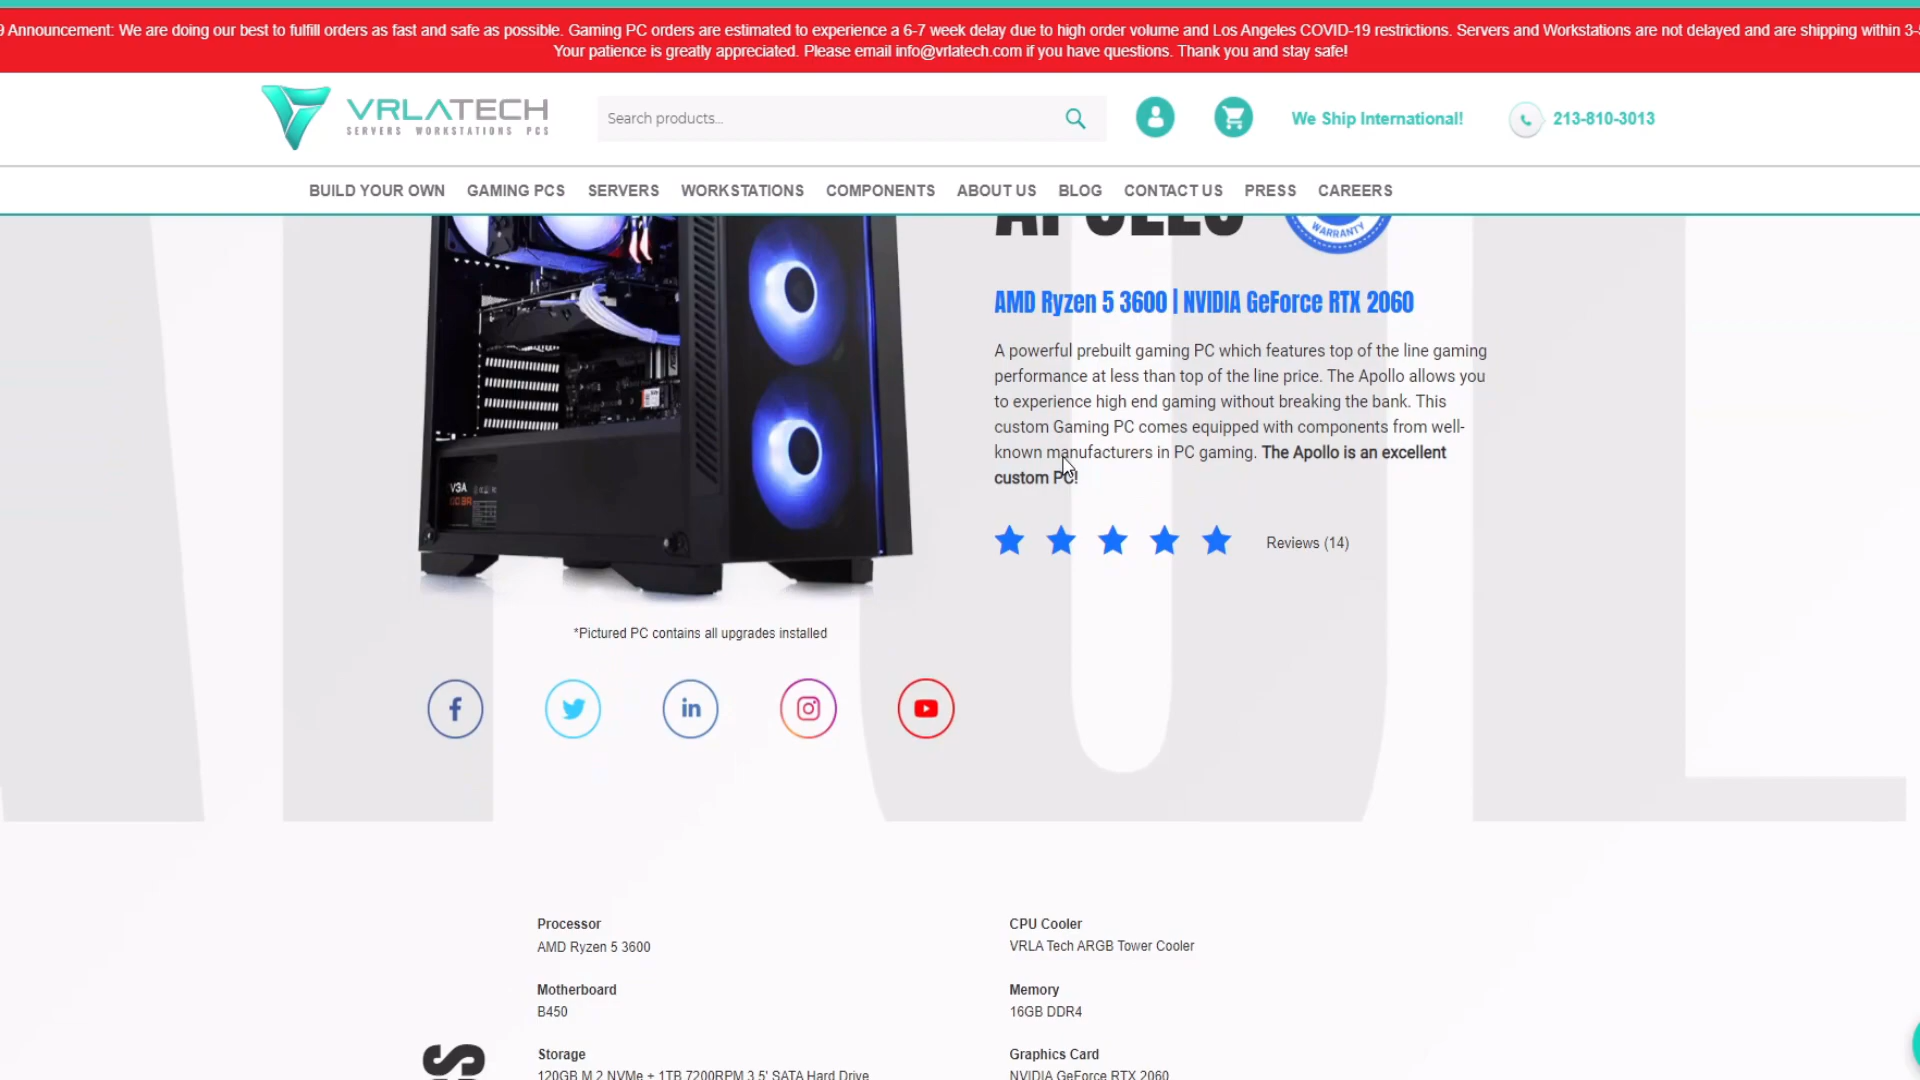 9 Announcement: We are doing our best to fulfill orders as fast and safe as possible. Gaming PC orders are estimated to experience a 6-7 week delay due to high order volume and Los Angeles COVID-19 restrictions. Servers and Workstations are not delayed and are shipping within 3-
Your patience is greatly appreciated. Please email info@vrlatech.com if you have questions. Thank you and stay safe!
VRLATECH
SERVERS WORKSTATIONS PCS
Search products...
We Ship International!
213-810-3013
BUILD YOUR OWN GAMING PCS SERVERS WORKSTATIONS COMPONENTS ABOUT US BLOG CONTACT US PRESS CAREERS
APOLLO
WARRANTY
AMD Ryzen 5 3600 | NVIDIA GeForce RTX 2060
A powerful prebuilt gaming PC which features top of the line gaming
performance at less than top of the line price. The Apollo allows you
to experience high end gaming without breaking the bank. This
custom Gaming PC comes equipped with components from well-
known manufacturers in PC gaming. The Apollo is an excellent
custom PC!
Reviews (14)
*Pictured PC contains all upgrades installed
Processor
AMD Ryzen 5 3600
CPU Cooler
VRLA Tech ARGB Tower Cooler
Motherboard
B450
Memory
16GB DDR4
Storage
120GB M.2 NVMe + 1TB 7200RPM 3.5' SATA Hard Drive
Graphics Card
NVIDIA GeForce RTX 2060